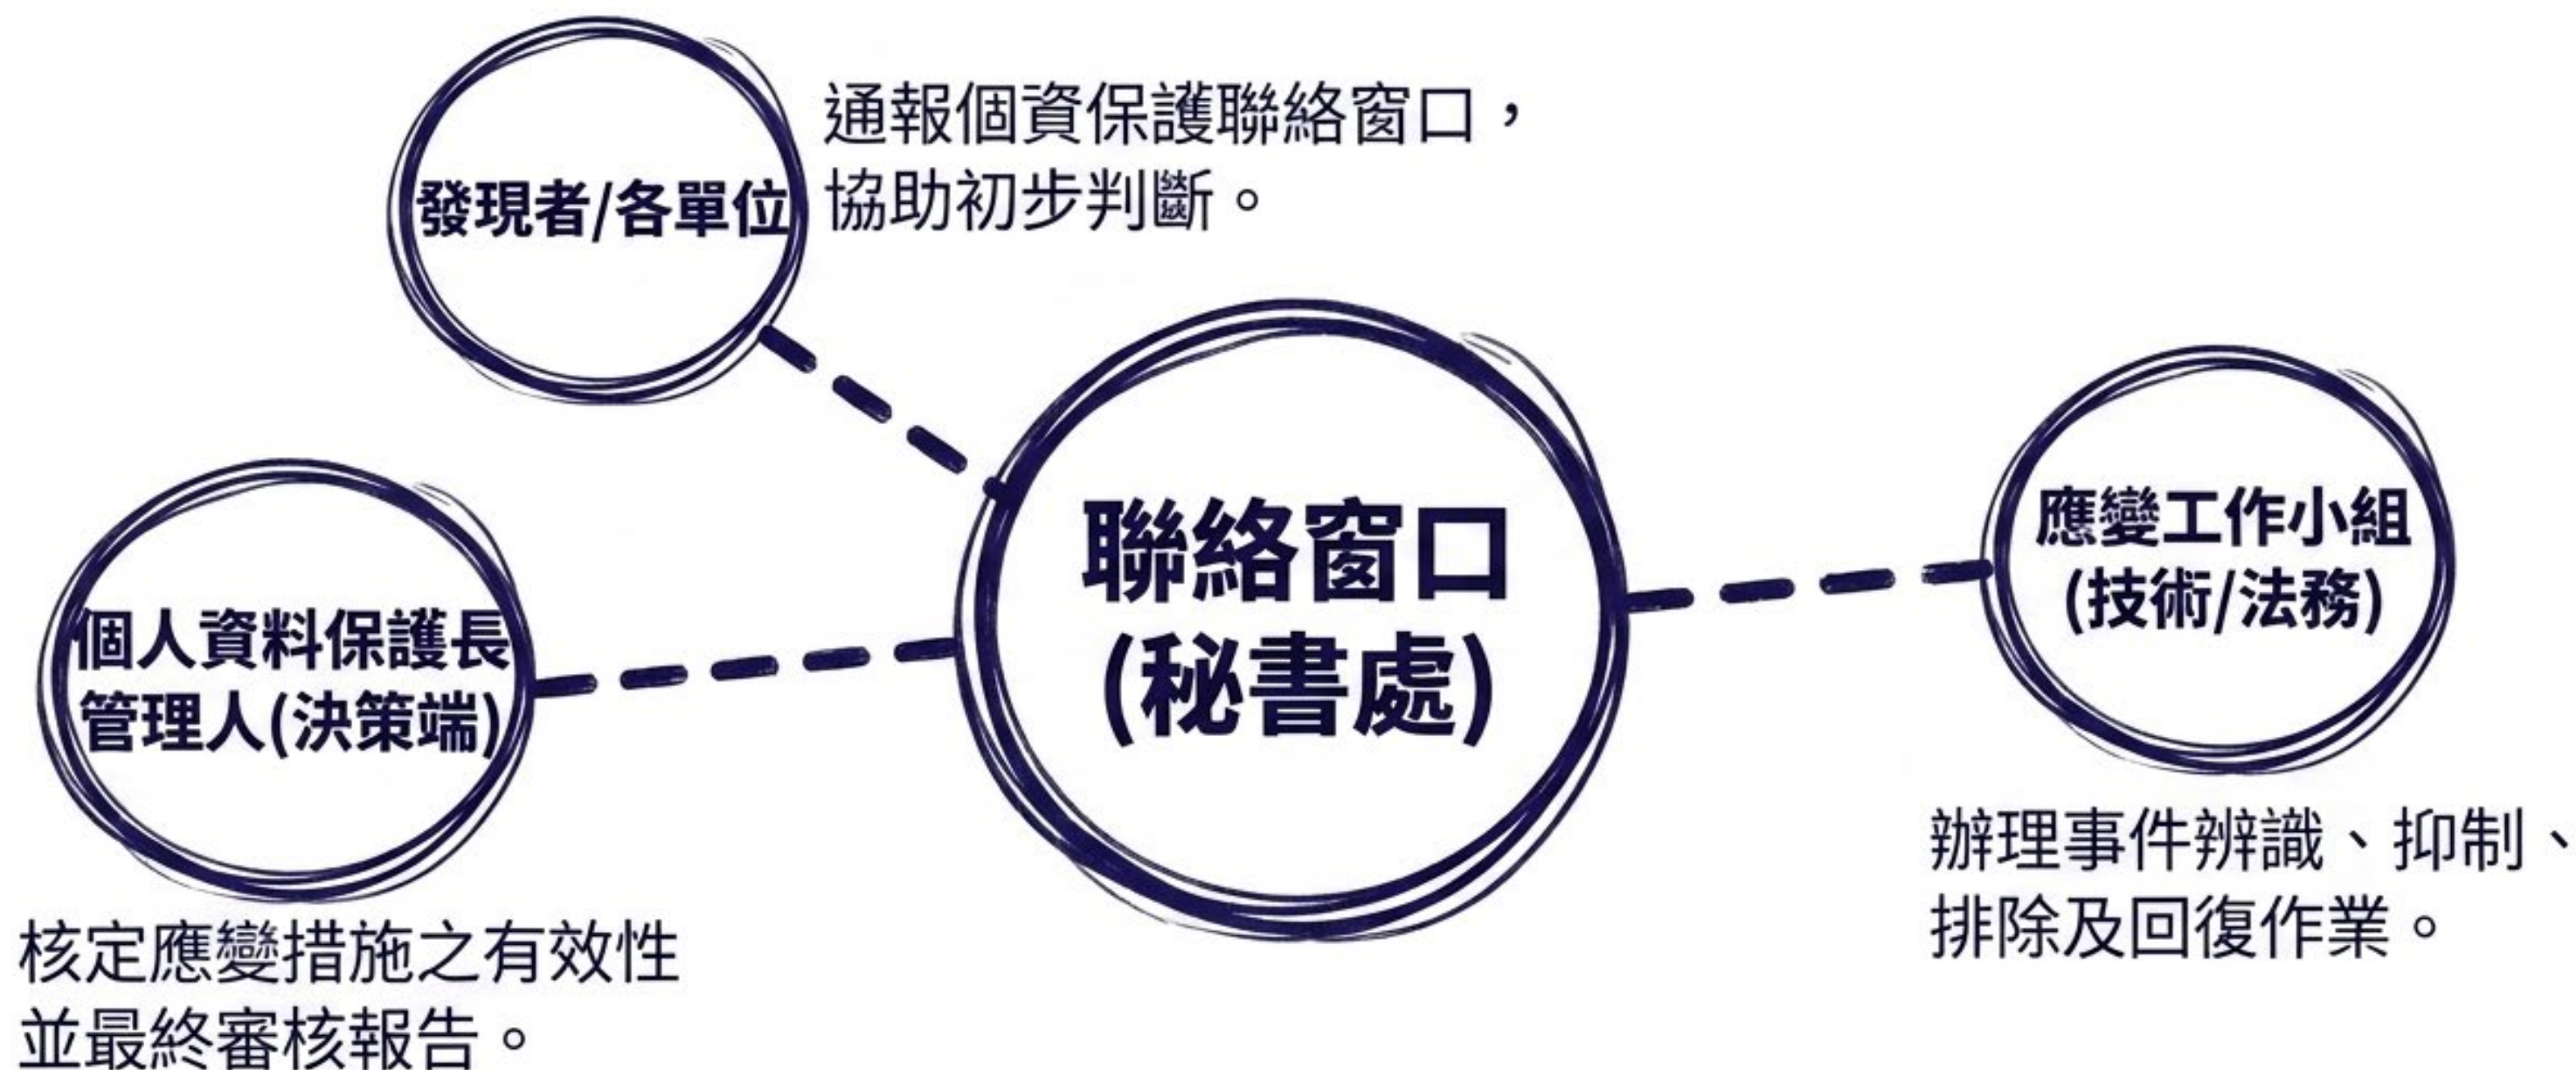 發現者/各單位
通報個資保護聯絡窗口，
協助初步判斷。
聯絡窗口
(秘書處)
應變工作小組
(技術/法務)
辦理事件辨識、抑制、
排除及回復作業。
個人資料保護長
管理人(決策端)
核定應變措施之有效性
並最終審核報告。